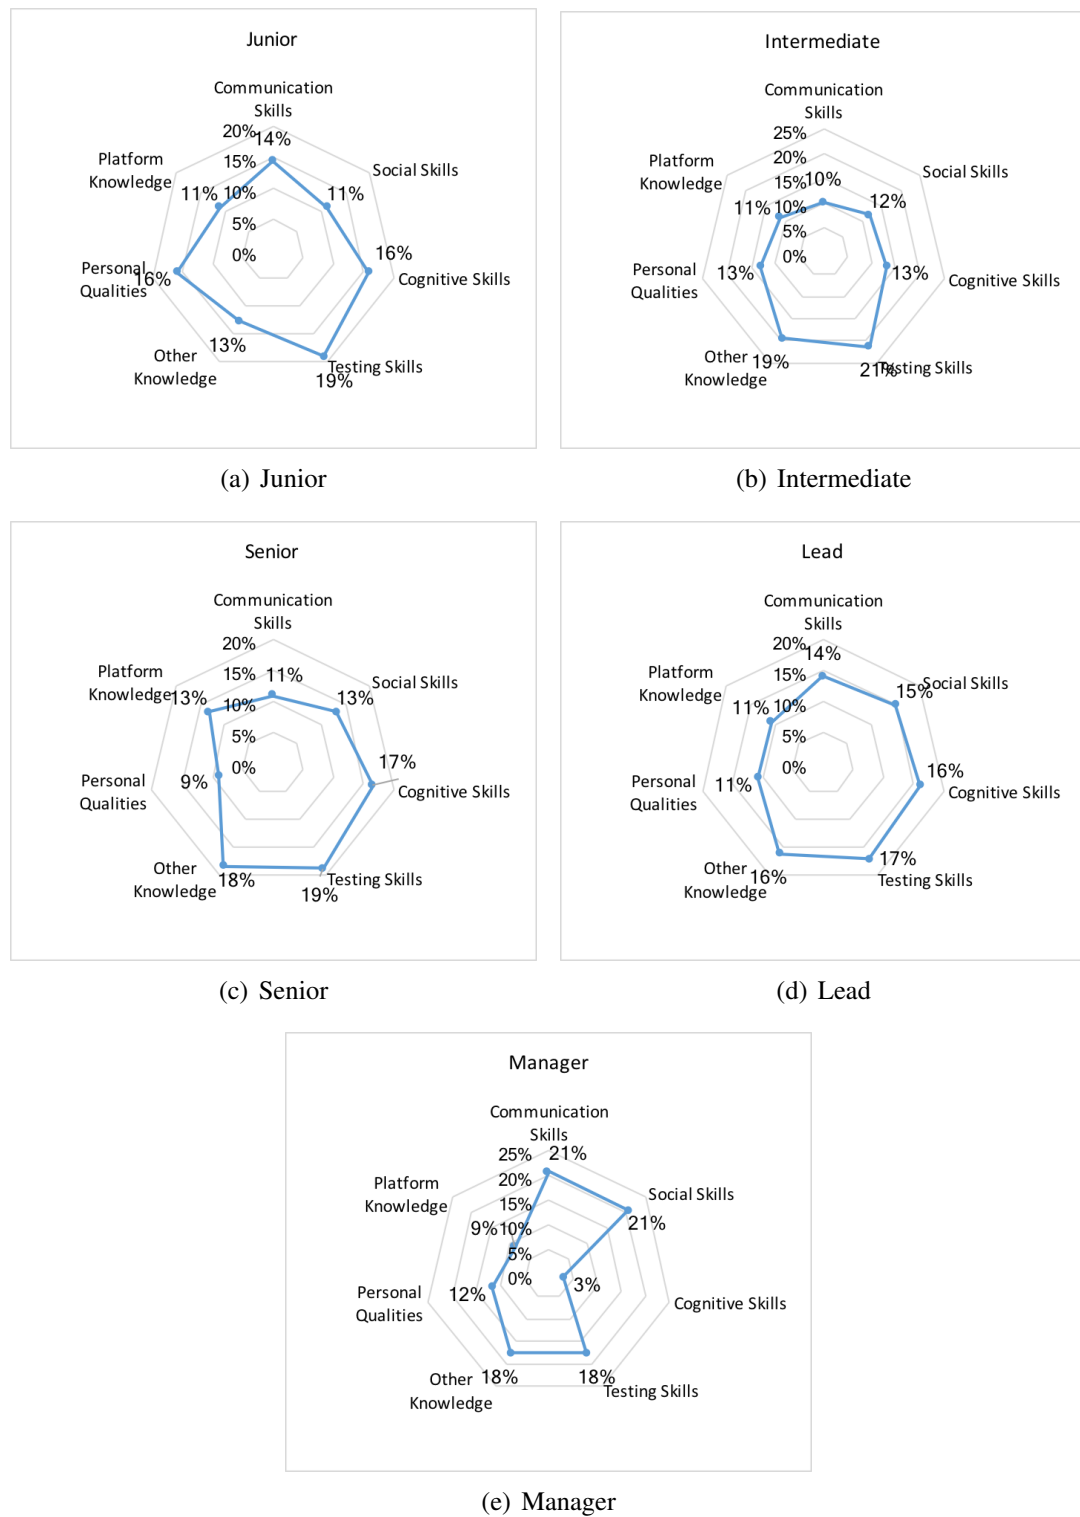 Junior
Communication
Skills
20%
14%
Platform
Knowledge
15%
Social Skills
11%
10%
11%
5%
16%
0%
Personal
Qualities
16%
Cognitive Skills
13%
Other
Knowledge
Testing Skills
19%
(a) Junior
Intermediate
Communication
Skills
25%
20%
Platform
Knowledge
15%
10%
Social Skills
11%
10%
12%
5%
0%
Personal
Qualities
13%
13%
Cognitive Skills
Other
Knowledge
19%
21%
Testing Skills
(b) Intermediate
Senior
Communication
Skills
20%
15%
11%
Platform
Knowledge
13%
10%
13%
Social Skills
5%
17%
0%
Personal
Qualities
9%
Cognitive Skills
Other
Knowledge
18%
19%
Testing Skills
(c) Senior
Lead
Communication
Skills
20%
14%
Platform
Knowledge
15%
15%
Social Skills
11%
10%
5%
16%
0%
Personal
Qualities
11%
Cognitive Skills
Other
Knowledge
16%
17%
Testing Skills
(d) Lead
Manager
Communication
Skills
25%
21%
20%
Platform
Knowledge
15%
Social Skills
21%
9%
10%
5%
0%
3%
Personal
Qualities
12%
Cognitive Skills
Other
Knowledge
18%
18%
Testing Skills
(e) Manager